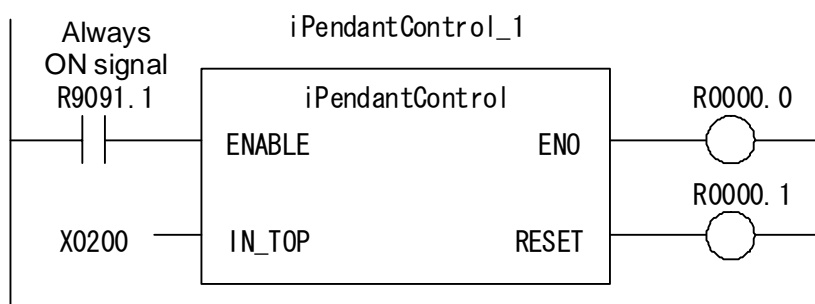 iPendantControl_1
Always
ON signal
R9091.1
iPendantControl
R0000.0
ENABLE
ENO
R0000.1
X0200
IN_TOP
RESET